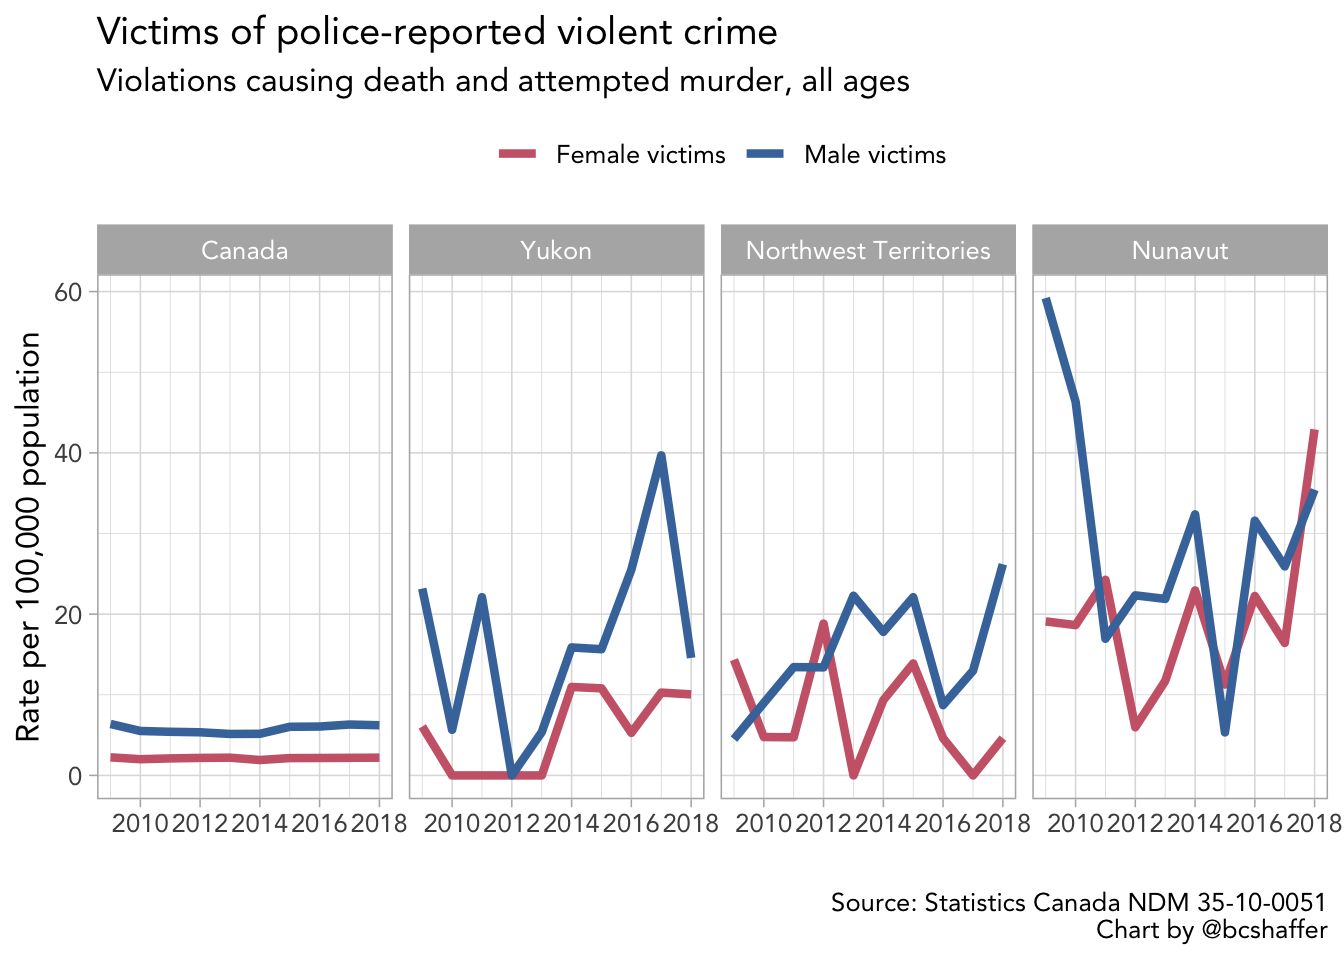 Victims of police-reported violent crime
Violations causing death and attempted murder, all ages
Female victims Male victims
Canada Yukon Northwest Territories Nunavut
Rate per 100,000 population
60
40
20
0
2010 2012 2014 2016 2018 2010 2012 2014 2016 2018 2010 2012 2014 2016 2018 2010 2012 2014 2016 2018
Source: Statistics Canada NDM 35-10-0051
Chart by @bcshaffer